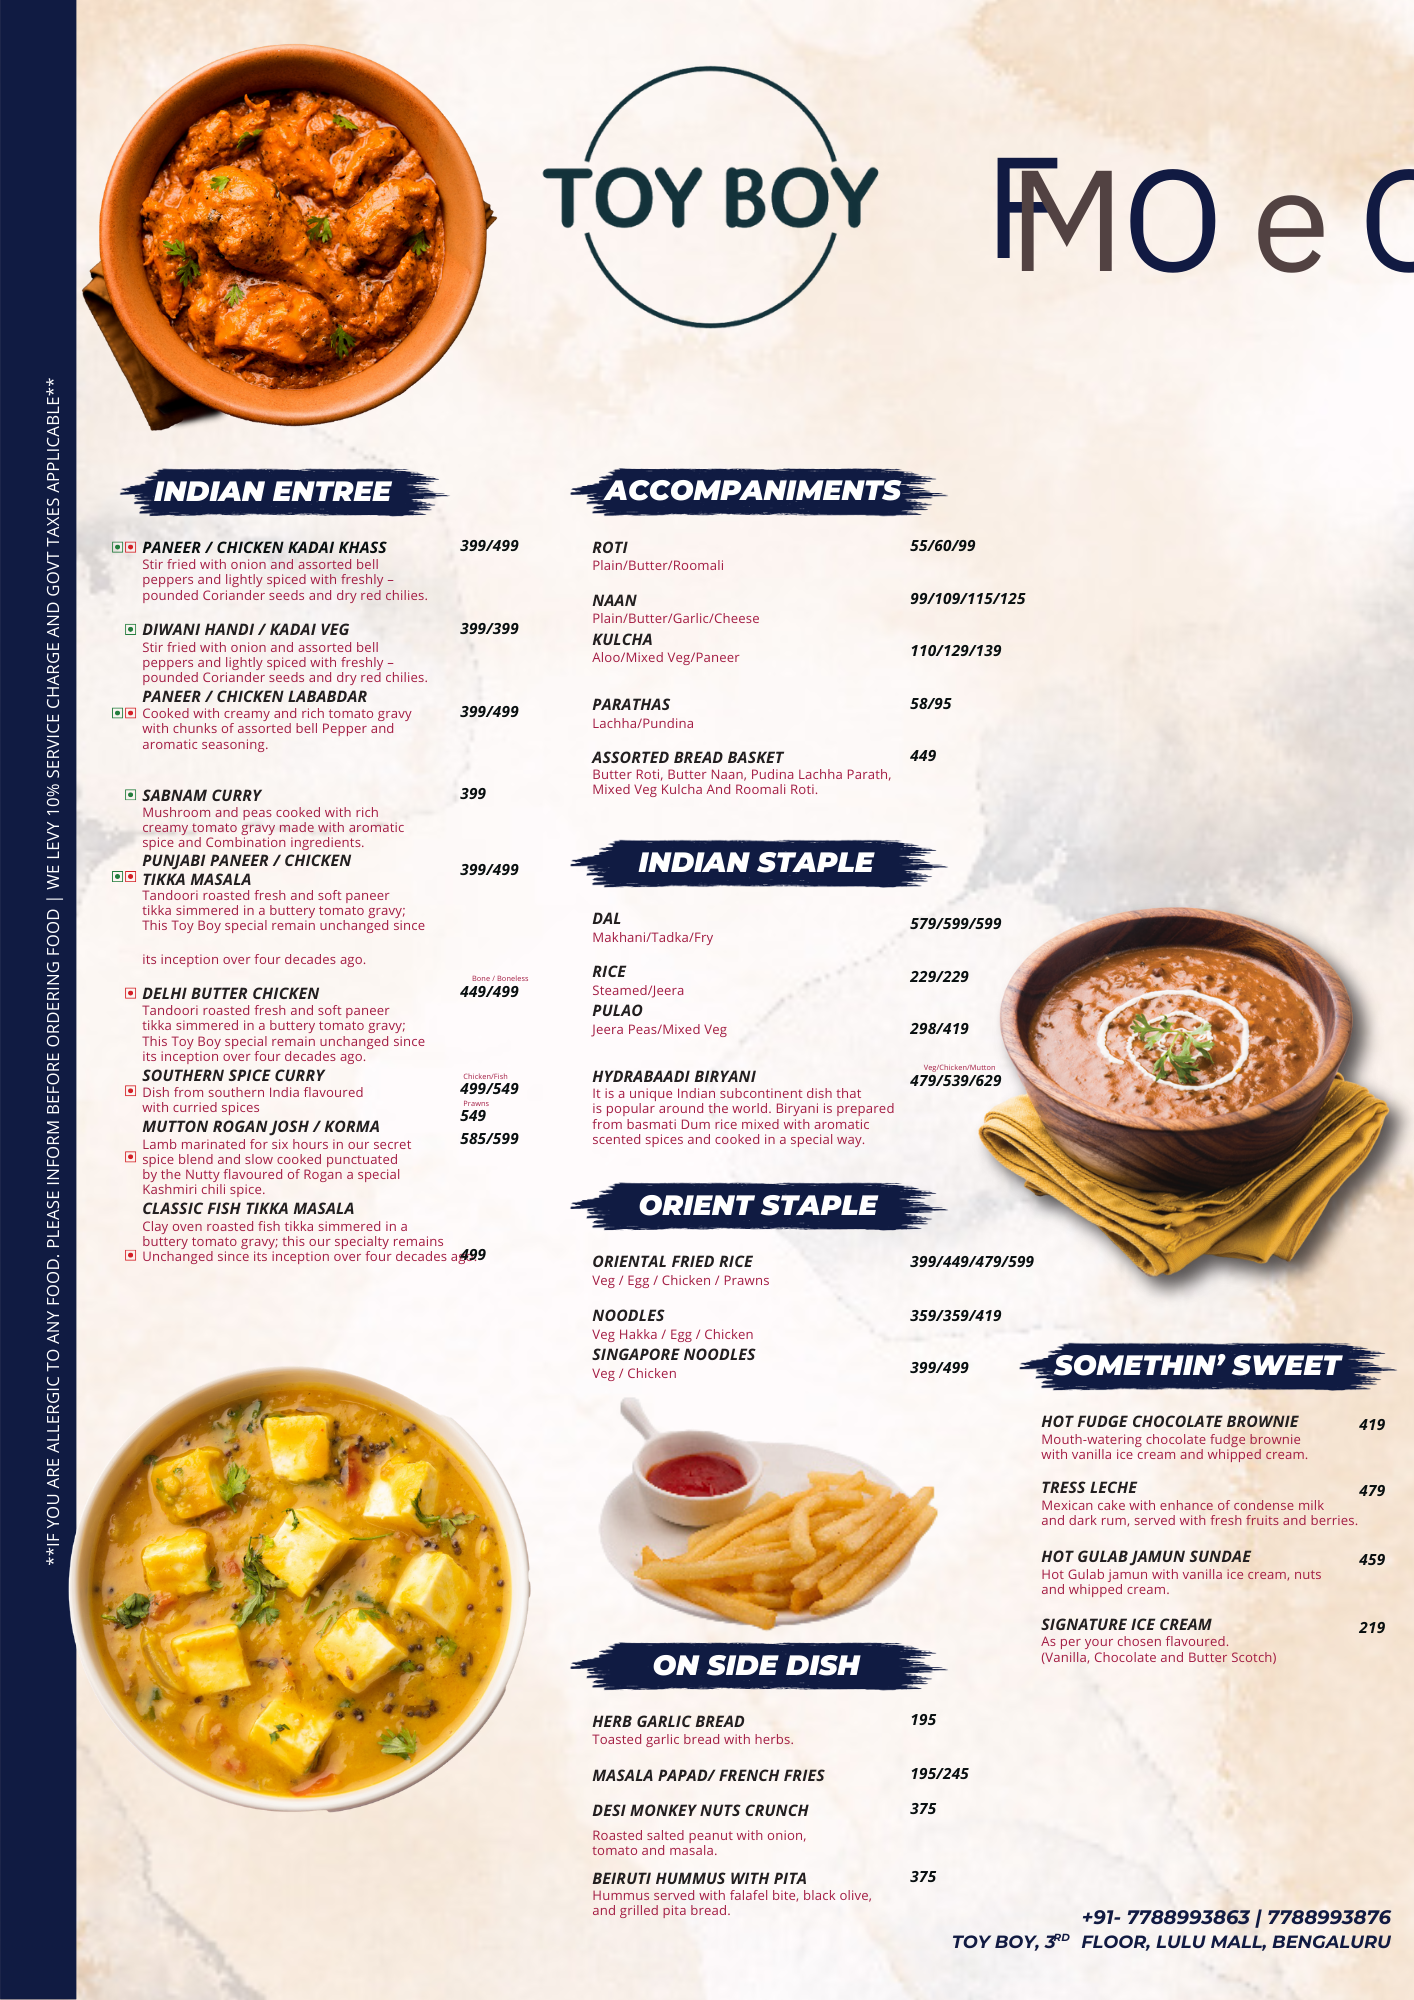 TOY BOY
FMO e O
**IF YOU ARE ALLERGIC TO ANY FOOD. PLEASE INFORM BEFORE ORDERING FOOD | WE LEVY 10% SERVICE CHARGE AND GOVT TAXES APPLICABLE**
INDIAN ENTREE
PANEER / CHICKEN KADAI KHASS 399/499
Stir fried with onion and assorted bell
peppers and lightly spiced with freshly –
pounded Coriander seeds and dry red chilies.
DIWANI HANDI / KADAI VEG 399/399
Stir fried with onion and assorted bell
peppers and lightly spiced with freshly –
pounded Coriander seeds and dry red chilies.
PANEER / CHICKEN LABABDAR
Cooked with creamy and rich tomato gravy 399/499
with chunks of assorted bell Pepper and
aromatic seasoning.
SABNAM CURRY 399
Mushroom and peas cooked with rich
creamy tomato gravy made with aromatic
spice and Combination ingredients.
PUNJABI PANEER / CHICKEN 399/499
TIKKA MASALA
Tandoori roasted fresh and soft paneer
tikka simmered in a buttery tomato gravy;
This Toy Boy special remain unchanged since
its inception over four decades ago.
Bone / Boneless
DELHI BUTTER CHICKEN 449/499
Tandoori roasted fresh and soft paneer
tikka simmered in a buttery tomato gravy;
This Toy Boy special remain unchanged since
its inception over four decades ago.
SOUTHERN SPICE CURRY Chicken/Fish
Dish from southern India flavoured 499/549
with curried spices Prawns
549
MUTTON ROGAN JOSH / KORMA 585/599
Lamb marinated for six hours in our secret
spice blend and slow cooked punctuated
by the Nutty flavoured of Rogan a special
Kashmiri chili spice.
CLASSIC FISH TIKKA MASALA
Clay oven roasted fish tikka simmered in a
buttery tomato gravy; this our specialty remains
Unchanged since its inception over four decades ago. 499
ACCOMPANIMENTS
ROTI 55/60/99
Plain/Butter/Roomali
NAAN 99/109/115/125
Plain/Butter/Garlic/Cheese
KULCHA
Aloo/Mixed Veg/Paneer 110/129/139
PARATHAS 58/95
Lachha/Pundina
ASSORTED BREAD BASKET 449
Butter Roti, Butter Naan, Pudina Lachha Parath,
Mixed Veg Kulcha And Roomali Roti.
INDIAN STAPLE
DAL 579/599/599
Makhani/Tadka/Fry
RICE 229/229
Steamed/Jeera
PULAO
Jeera Peas/Mixed Veg 298/419
Veg/Chicken/Mutton
HYDRABAADI BIRYANI 479/539/629
It is a unique Indian subcontinent dish that
is popular around the world. Biryani is prepared
from basmati Dum rice mixed with aromatic
scented spices and cooked in a special way.
ORIENT STAPLE
ORIENTAL FRIED RICE 399/449/479/599
Veg / Egg / Chicken / Prawns
NOODLES 359/359/419
Veg Hakka / Egg / Chicken
SINGAPORE NOODLES
Veg / Chicken 399/499
ON SIDE DISH
HERB GARLIC BREAD 195
Toasted garlic bread with herbs.
MASALA PAPAD/ FRENCH FRIES 195/245
DESI MONKEY NUTS CRUNCH 375
Roasted salted peanut with onion,
tomato and masala.
BEIRUTI HUMMUS WITH PITA 375
Hummus served with falafel bite, black olive,
and grilled pita bread.
SOMETHIN’ SWEET
HOT FUDGE CHOCOLATE BROWNIE 419
Mouth-watering chocolate fudge brownie
with vanilla ice cream and whipped cream.
TRESS LECHE 479
Mexican cake with enhance of condense milk
and dark rum, served with fresh fruits and berries.
HOT GULAB JAMUN SUNDAE 459
Hot Gulab jamun with vanilla ice cream, nuts
and whipped cream.
SIGNATURE ICE CREAM 219
As per your chosen flavoured.
(Vanilla, Chocolate and Butter Scotch)
+91- 7788993863 | 7788993876
TOY BOY, 3RD FLOOR, LULU MALL, BENGALURU